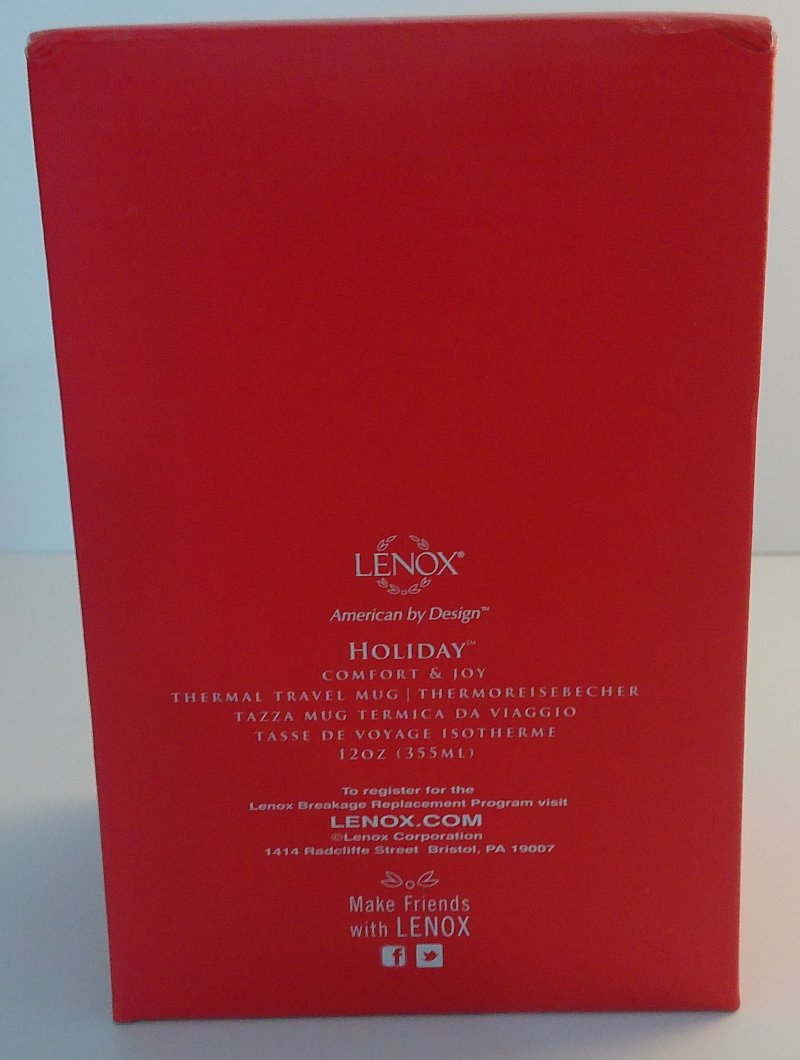 LENOX®
American by Design™
HOLIDAY™
COMFORT & JOY
THERMAL TRAVEL MUG | THERMOREISEBECHER
TAZZA MUG TERMICA DA VIAGGIO
TASSE DE VOYAGE ISOTHERME
12OZ (355ML)
To register for the
Lenox Breakage Replacement Program visit
LENOX.COM
©Lenox Corporation
1414 Radcliffe Street Bristol, PA 19007
Make Friends
with LENOX
f